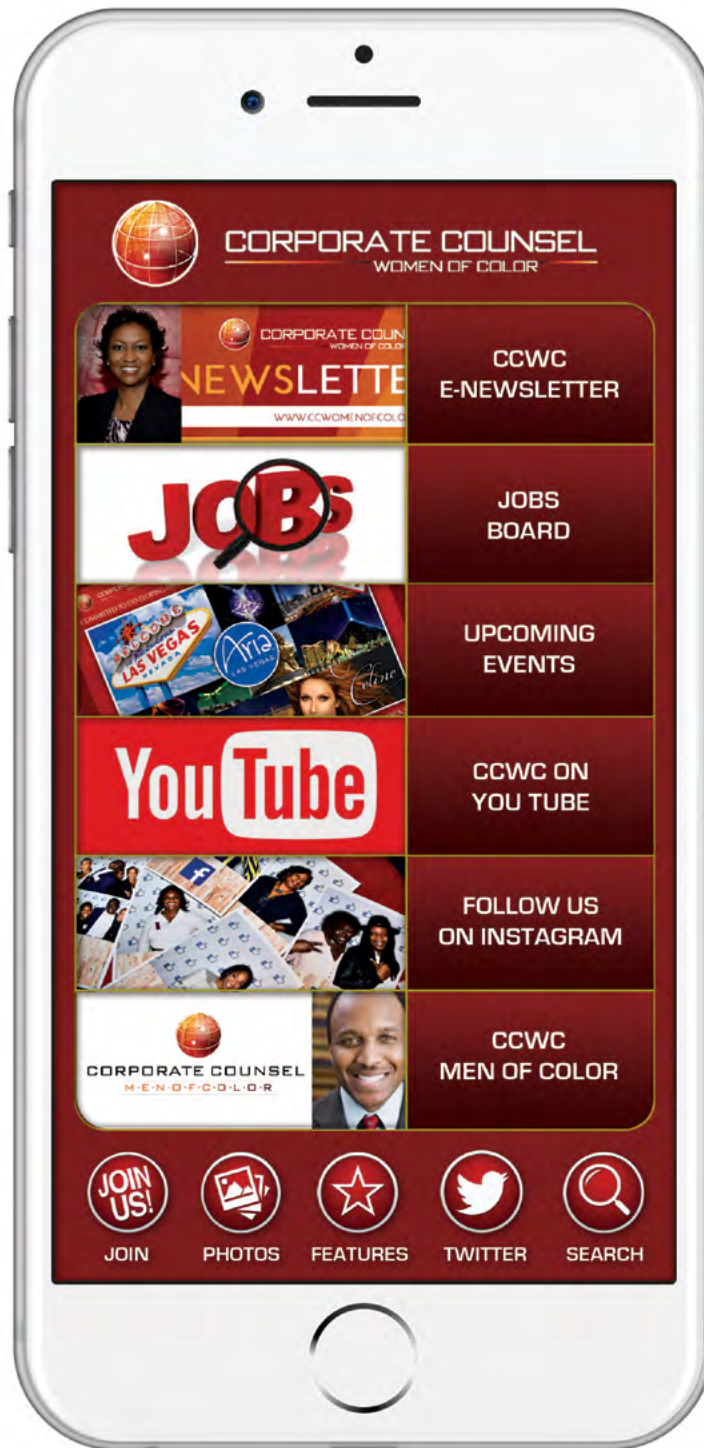 CORPORATE COUNSEL
WOMEN OF COLOR
CORPORATE COUN
WOMEN OF COLOR
NEWSLETTE
WWW.CCWOMENOFCOLO
CCWC
E-NEWSLETTER
JOBS
JOBS
BOARD
WELCOME
LAS VEGAS
NEVADA
Aria
LAS VEGAS
Celine
UPCOMING
EVENTS
YouTube
CCWC ON
YOU TUBE
f
FOLLOW US
ON INSTAGRAM
CORPORATE COUNSEL
M·E·N·O·F·C·O·L·O·R
CCWC
MEN OF COLOR
JOIN
US!
JOIN
PHOTOS
FEATURES
TWITTER
SEARCH